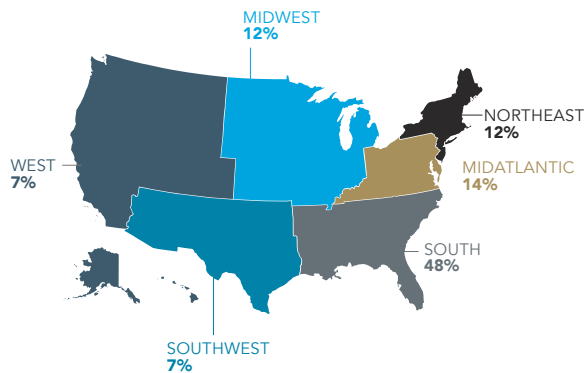 MIDWEST
12%
NORTHEAST
12%
WEST
7%
MIDATLANTIC
14%
SOUTH
48%
SOUTHWEST
7%